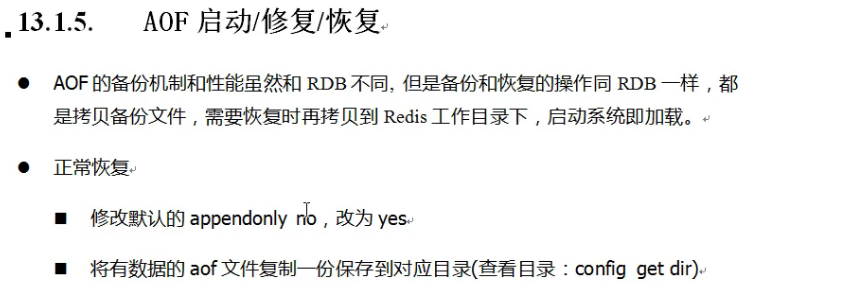 13.1.5. AOF 启动/修复/恢复
● AOF的备份机制和性能虽然和 RDB 不同, 但是备份和恢复的操作同 RDB 一样，都
是拷贝备份文件，需要恢复时再拷贝到 Redis 工作目录下，启动系统即加载。
● 正常恢复
■ 修改默认的 appendonly no，改为 yes
■ 将有数据的 aof 文件复制一份保存到对应目录(查看目录：config get dir)